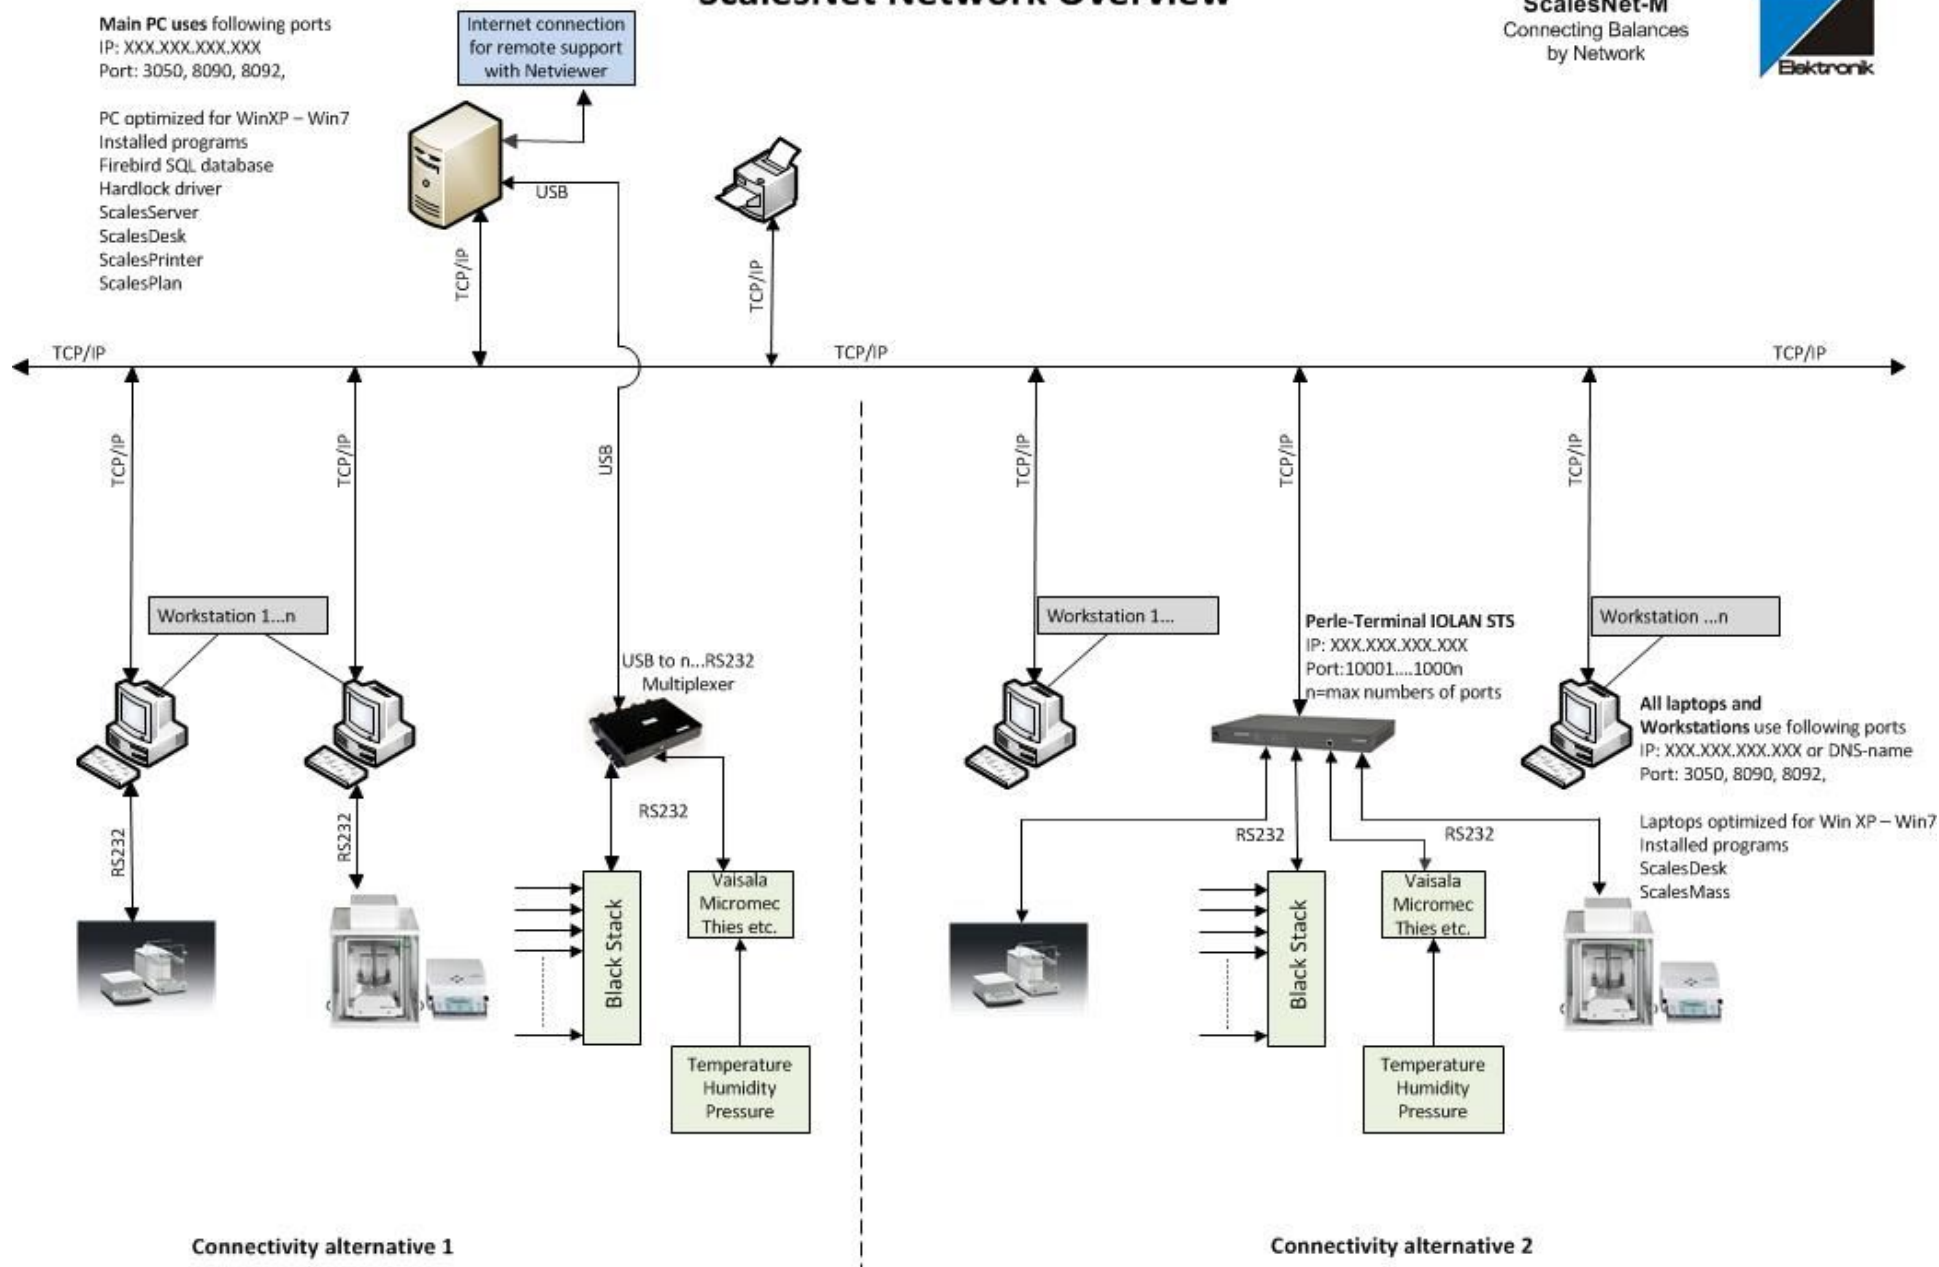 ScalesNet Network Overview
ScalesNet-M
Connecting Balances
by Network
Elektronik
Main PC uses following ports
IP: XXX.XXX.XXX.XXX
Port: 3050, 8090, 8092,
PC optimized for WinXP – Win7
Installed programs
Firebird SQL database
Hardlock driver
ScalesServer
ScalesDesk
ScalesPrinter
ScalesPlan
Internet connection
for remote support
with Netviewer
USB
TCP/IP
TCP/IP
TCP/IP
TCP/IP
TCP/IP
TCP/IP
TCP/IP
USB
TCP/IP
TCP/IP
TCP/IP
Workstation 1...n
USB to n...RS232
Multiplexer
RS232
RS232
RS232
Black Stack
Vaisala
Micromec
Thies etc.
Temperature
Humidity
Pressure
Connectivity alternative 1
Workstation 1...
Perle-Terminal IOLAN STS
IP: XXX.XXX.XXX.XXX
Port:10001....1000n
n=max numbers of ports
Workstation ...n
All laptops and
Workstations use following ports
IP: XXX.XXX.XXX.XXX or DNS-name
Port: 3050, 8090, 8092,
Laptops optimized for Win XP – Win7
Installed programs
ScalesDesk
ScalesMass
RS232
RS232
Black Stack
Vaisala
Micromec
Thies etc.
Temperature
Humidity
Pressure
Connectivity alternative 2